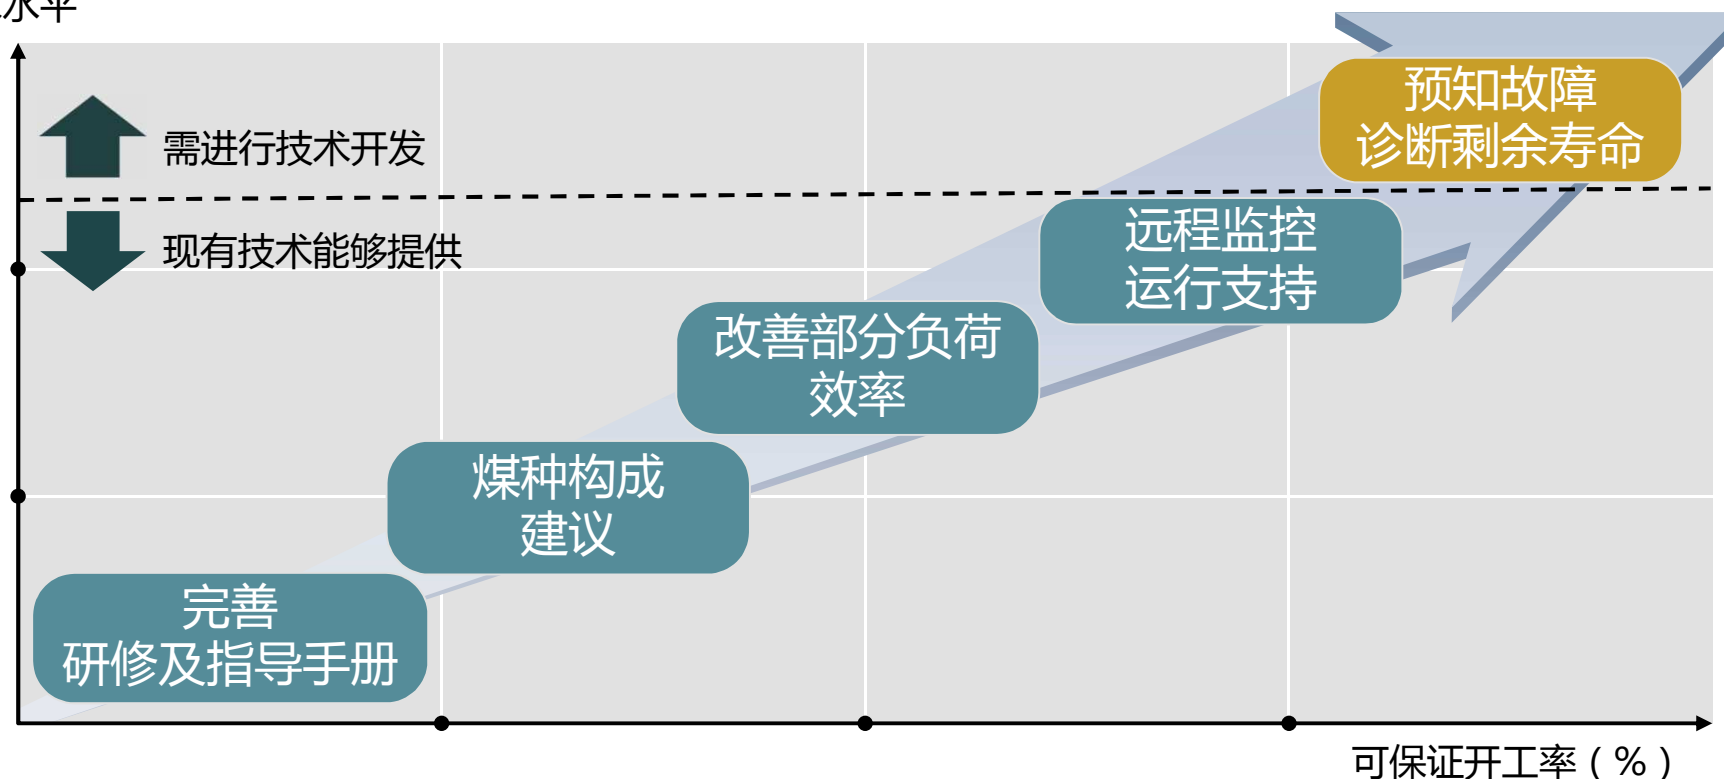 水平
需进行技术开发
现有技术能够提供
预知故障
诊断剩余寿命
远程监控
运行支持
改善部分负荷
效率
煤种构成
建议
完善
研修及指导手册
可保证开工率（%）